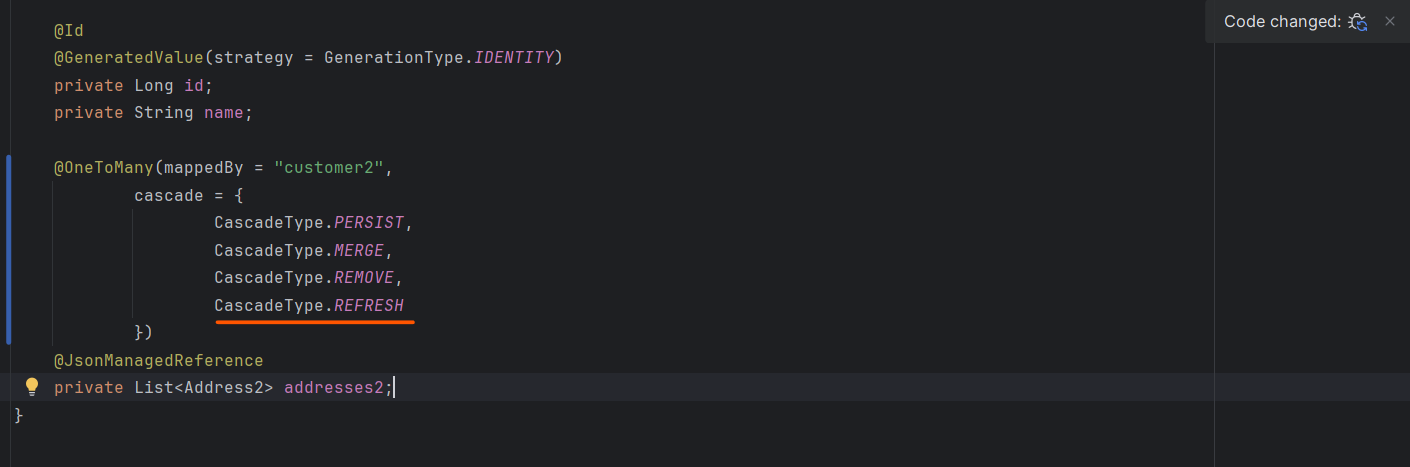 Code changed:
@Id
@GeneratedValue(strategy = GenerationType.IDENTITY)
private Long id;
private String name;
@OneToMany(mappedBy = "customer2",
cascade = {
CascadeType.PERSIST,
CascadeType.MERGE,
CascadeType.REMOVE,
CascadeType.REFRESH
})
@JsonManagedReference
private List<Address2> addresses2;
}